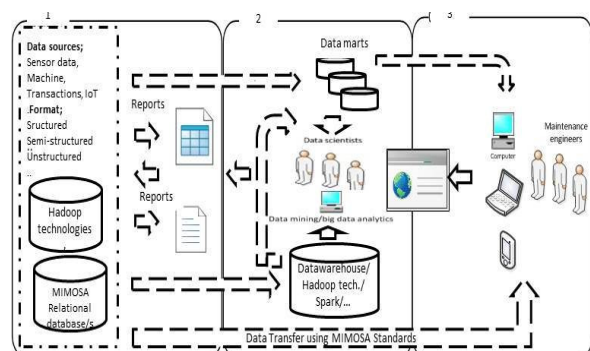 1
2
3
Data sources;
Sensor data,
Machine,
Transactions, IoT
.Format;
Sructured
Semi-structured
Unstructured
..
Hadoop
technologies
MIMOSA
Relational
database/s
Reports
Reports
Data marts
Data scientists
Data mining/big data analytics
Datawarehouse/
Hadoop tech./
Spark/...
Data Transfer using MIMOSA Standards
Computer
Maintenance
engineers